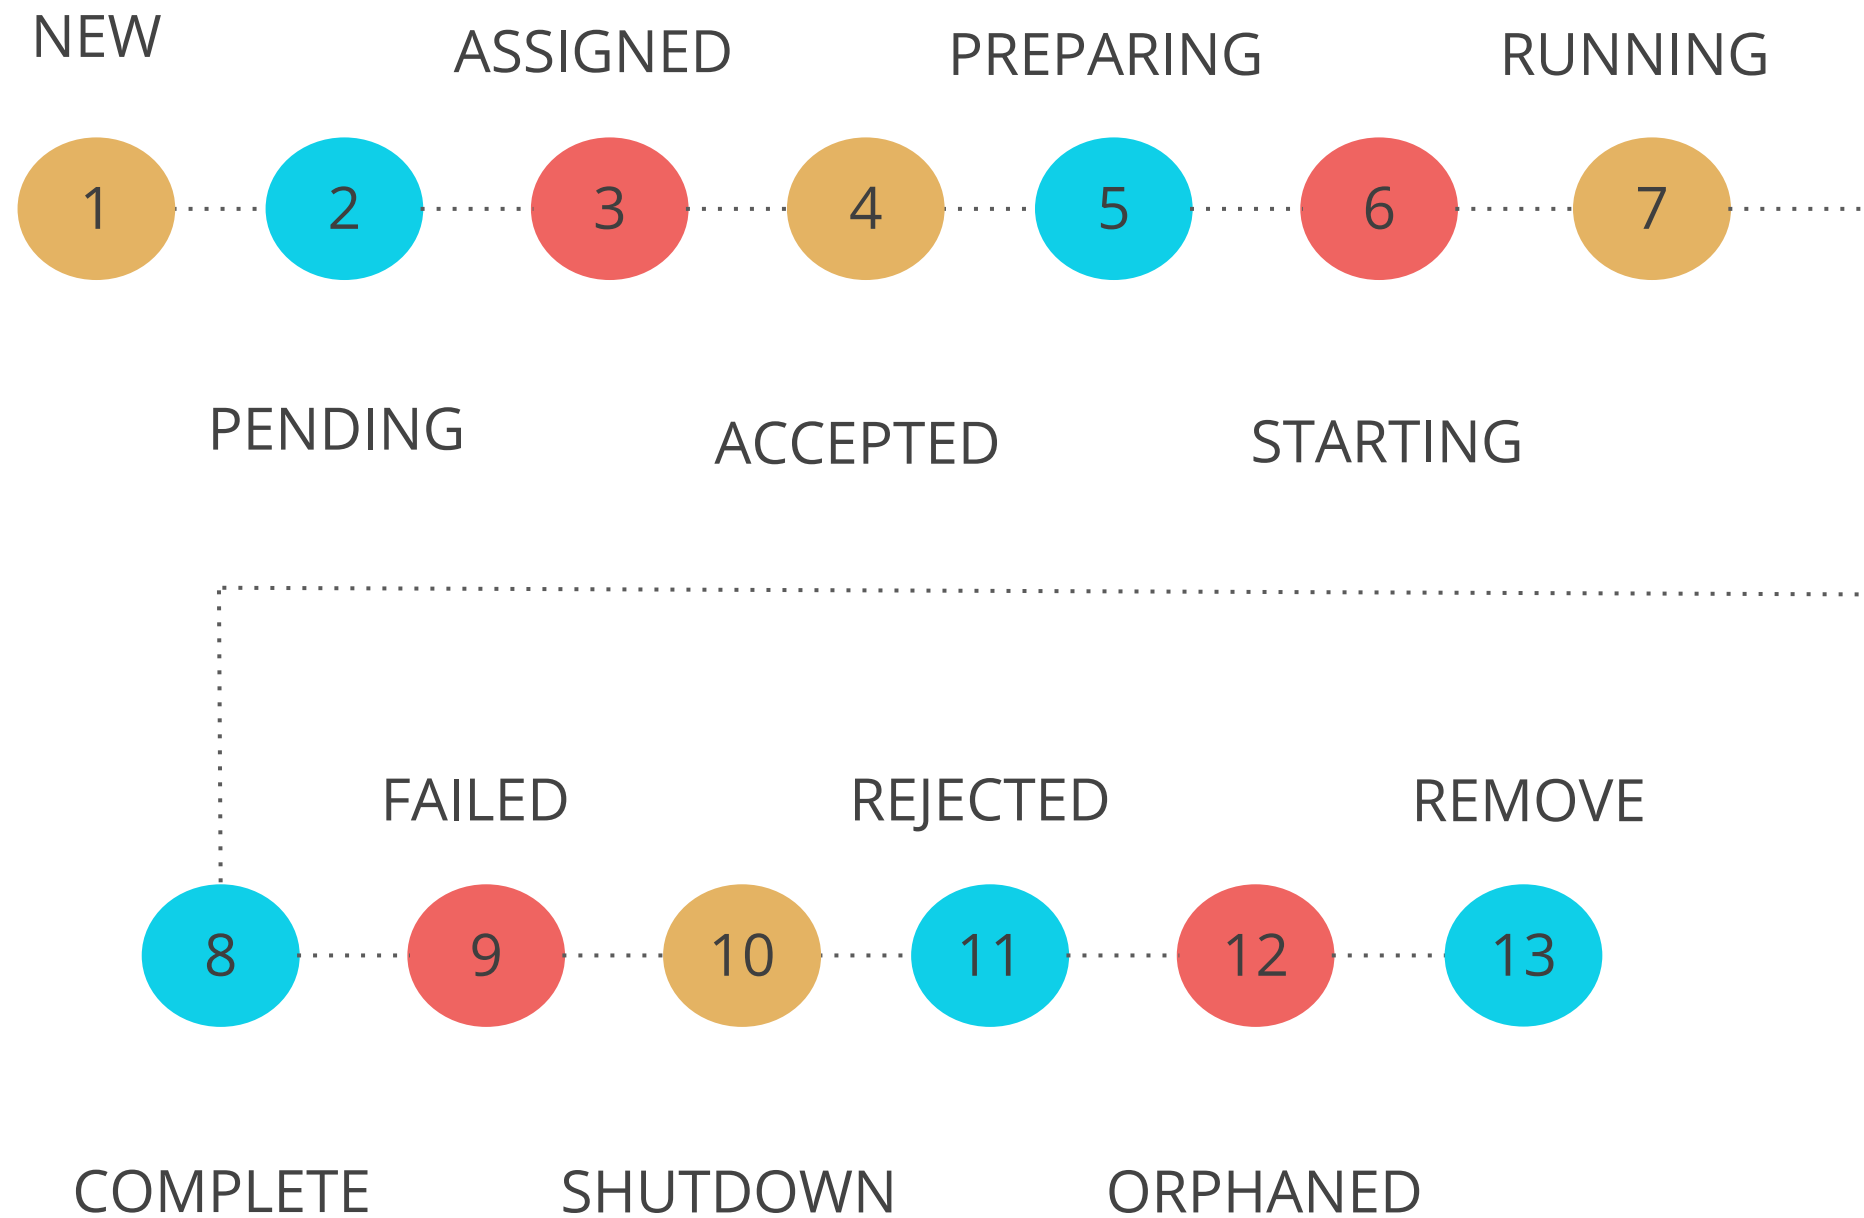 NEW
ASSIGNED
PREPARING
RUNNING
1
2
3
4
5
6
7
PENDING
ACCEPTED
STARTING
FAILED
REJECTED
REMOVE
8
9
10
11
12
13
COMPLETE
SHUTDOWN
ORPHANED